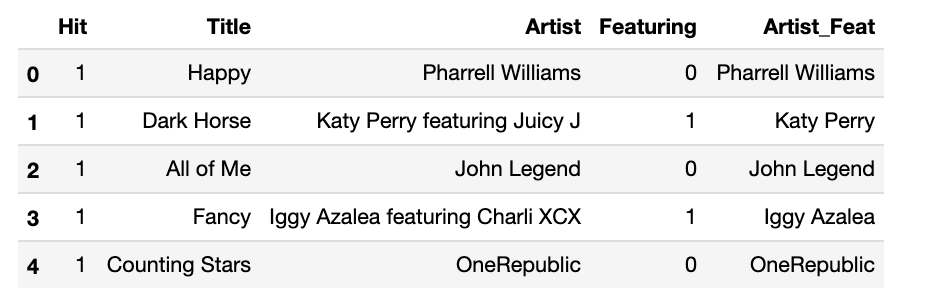 Hit Title Artist Featuring Artist_Feat
0 1 Happy Pharrell Williams 0 Pharrell Williams
1 1 Dark Horse Katy Perry featuring Juicy J 1 Katy Perry
2 1 All of Me John Legend 0 John Legend
3 1 Fancy Iggy Azalea featuring Charli XCX 1 Iggy Azalea
4 1 Counting Stars OneRepublic 0 OneRepublic